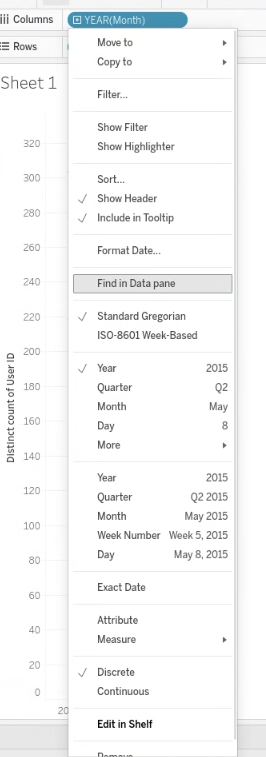 Columns
YEAR(Month)
Rows
Sheet 1
Move to
Copy to
Filter...
Show Filter
Show Highlighter
Sort...
Show Header
Include in Tooltip
Format Date...
Find in Data pane
Standard Gregorian
ISO-8601 Week-Based
Year 2015
Quarter Q2
Month May
Day 8
More
Year 2015
Quarter Q2 2015
Month May 2015
Week Number Week 5, 2015
Day May 8, 2015
Exact Date
Attribute
Measure
Discrete
Continuous
Edit in Shelf
Remove
Distinct count of User ID
320
300
280
260
240
220
200
180
160
140
120
100
80
60
40
20
0
20